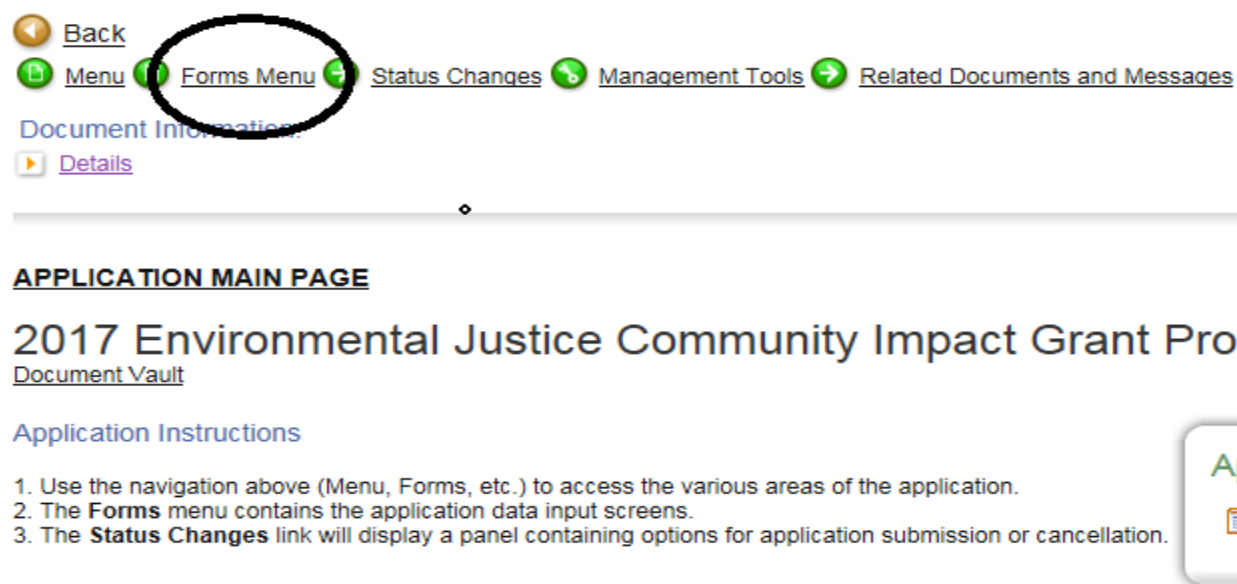 Back
Menu Forms Menu Status Changes Management Tools Related Documents and Messages
Document Information:
Details
APPLICATION MAIN PAGE
2017 Environmental Justice Community Impact Grant Pro
Document Vault
Application Instructions
1. Use the navigation above (Menu, Forms, etc.) to access the various areas of the application.
2. The Forms menu contains the application data input screens.
3. The Status Changes link will display a panel containing options for application submission or cancellation.